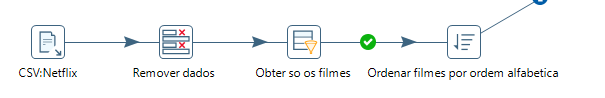 CSV:Netflix
Remover dados
Obter so os filmes
Ordenar filmes por ordem alfabetica